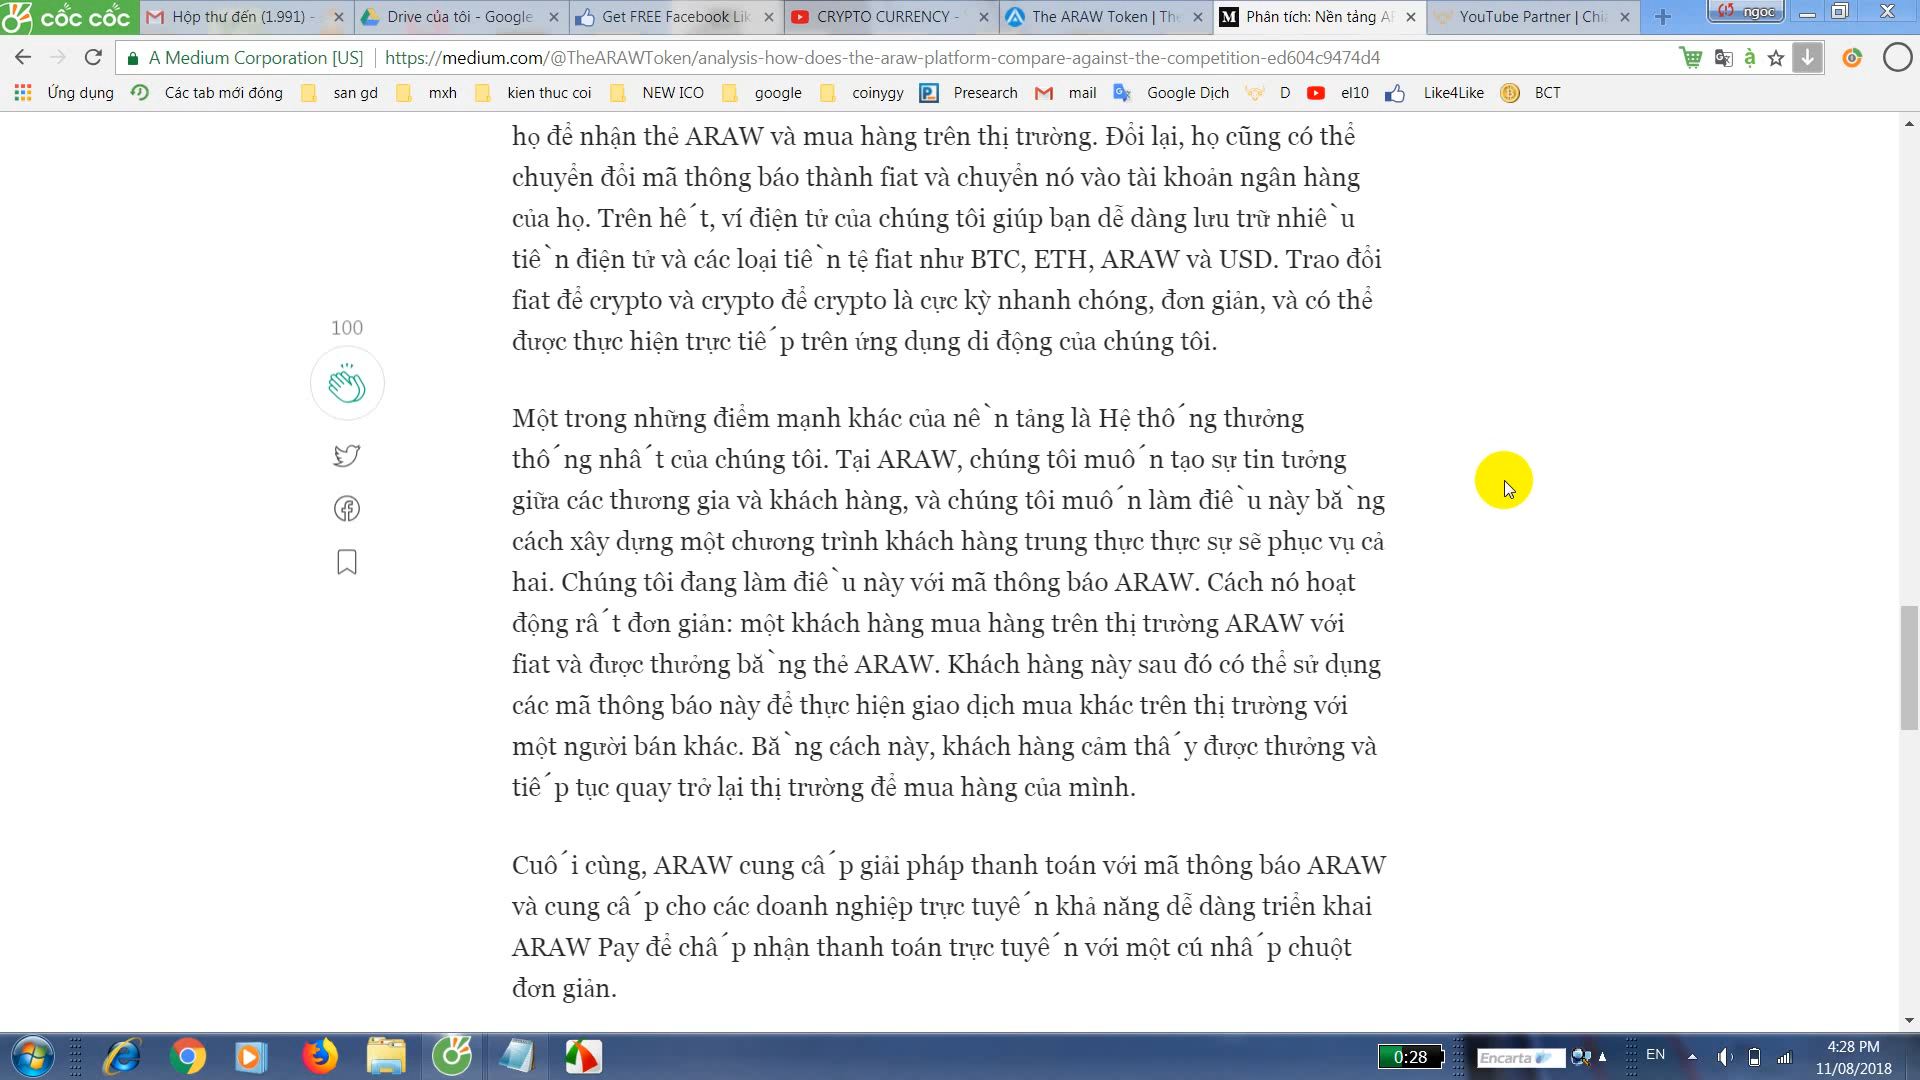 cốc cốc
Hộp thư đến (1.991) -
Drive của tôi - Google
Get FREE Facebook Lik
CRYPTO CURRENCY -
The ARAW Token | The
Phân tích: Nền tảng AR
YouTube Partner | Chia
ngoc
A Medium Corporation [US]
https://medium.com/@TheARAWToken/analysis-how-does-the-araw-platform-compare-against-the-competition-ed604c9474d4
Ứng dụng
Các tab mới đóng
san gd
mxh
kien thuc coi
NEW ICO
google
coinygy
Presearch
mail
Google Dịch
D
el10
Like4Like
BCT
họ để nhận thẻ ARAW và mua hàng trên thị trường. Đổi lại, họ cũng có thể
chuyển đổi mã thông báo thành fiat và chuyển nó vào tài khoản ngân hàng
của họ. Trên hết, ví điện tử của chúng tôi giúp bạn dễ dàng lưu trữ nhiều
tiền điện tử và các loại tiền tệ fiat như BTC, ETH, ARAW và USD. Trao đổi
fiat để crypto và crypto để crypto là cực kỳ nhanh chóng, đơn giản, và có thể
được thực hiện trực tiếp trên ứng dụng di động của chúng tôi.
100
Một trong những điểm mạnh khác của nền tảng là Hệ thống thưởng
thống nhất của chúng tôi. Tại ARAW, chúng tôi muốn tạo sự tin tưởng
giữa các thương gia và khách hàng, và chúng tôi muốn làm điều này bằng
cách xây dựng một chương trình khách hàng trung thực thực sự sẽ phục vụ cả
hai. Chúng tôi đang làm điều này với mã thông báo ARAW. Cách nó hoạt
động rất đơn giản: một khách hàng mua hàng trên thị trường ARAW với
fiat và được thưởng bằng thẻ ARAW. Khách hàng này sau đó có thể sử dụng
các mã thông báo này để thực hiện giao dịch mua khác trên thị trường với
một người bán khác. Bằng cách này, khách hàng cảm thấy được thưởng và
tiếp tục quay trở lại thị trường để mua hàng của mình.
Cuối cùng, ARAW cung cấp giải pháp thanh toán với mã thông báo ARAW
và cung cấp cho các doanh nghiệp trực tuyến khả năng dễ dàng triển khai
ARAW Pay để chấp nhận thanh toán trực tuyến với một cú nhấp chuột
đơn giản.
0:28
Encarta
EN
4:28 PM
11/08/2018